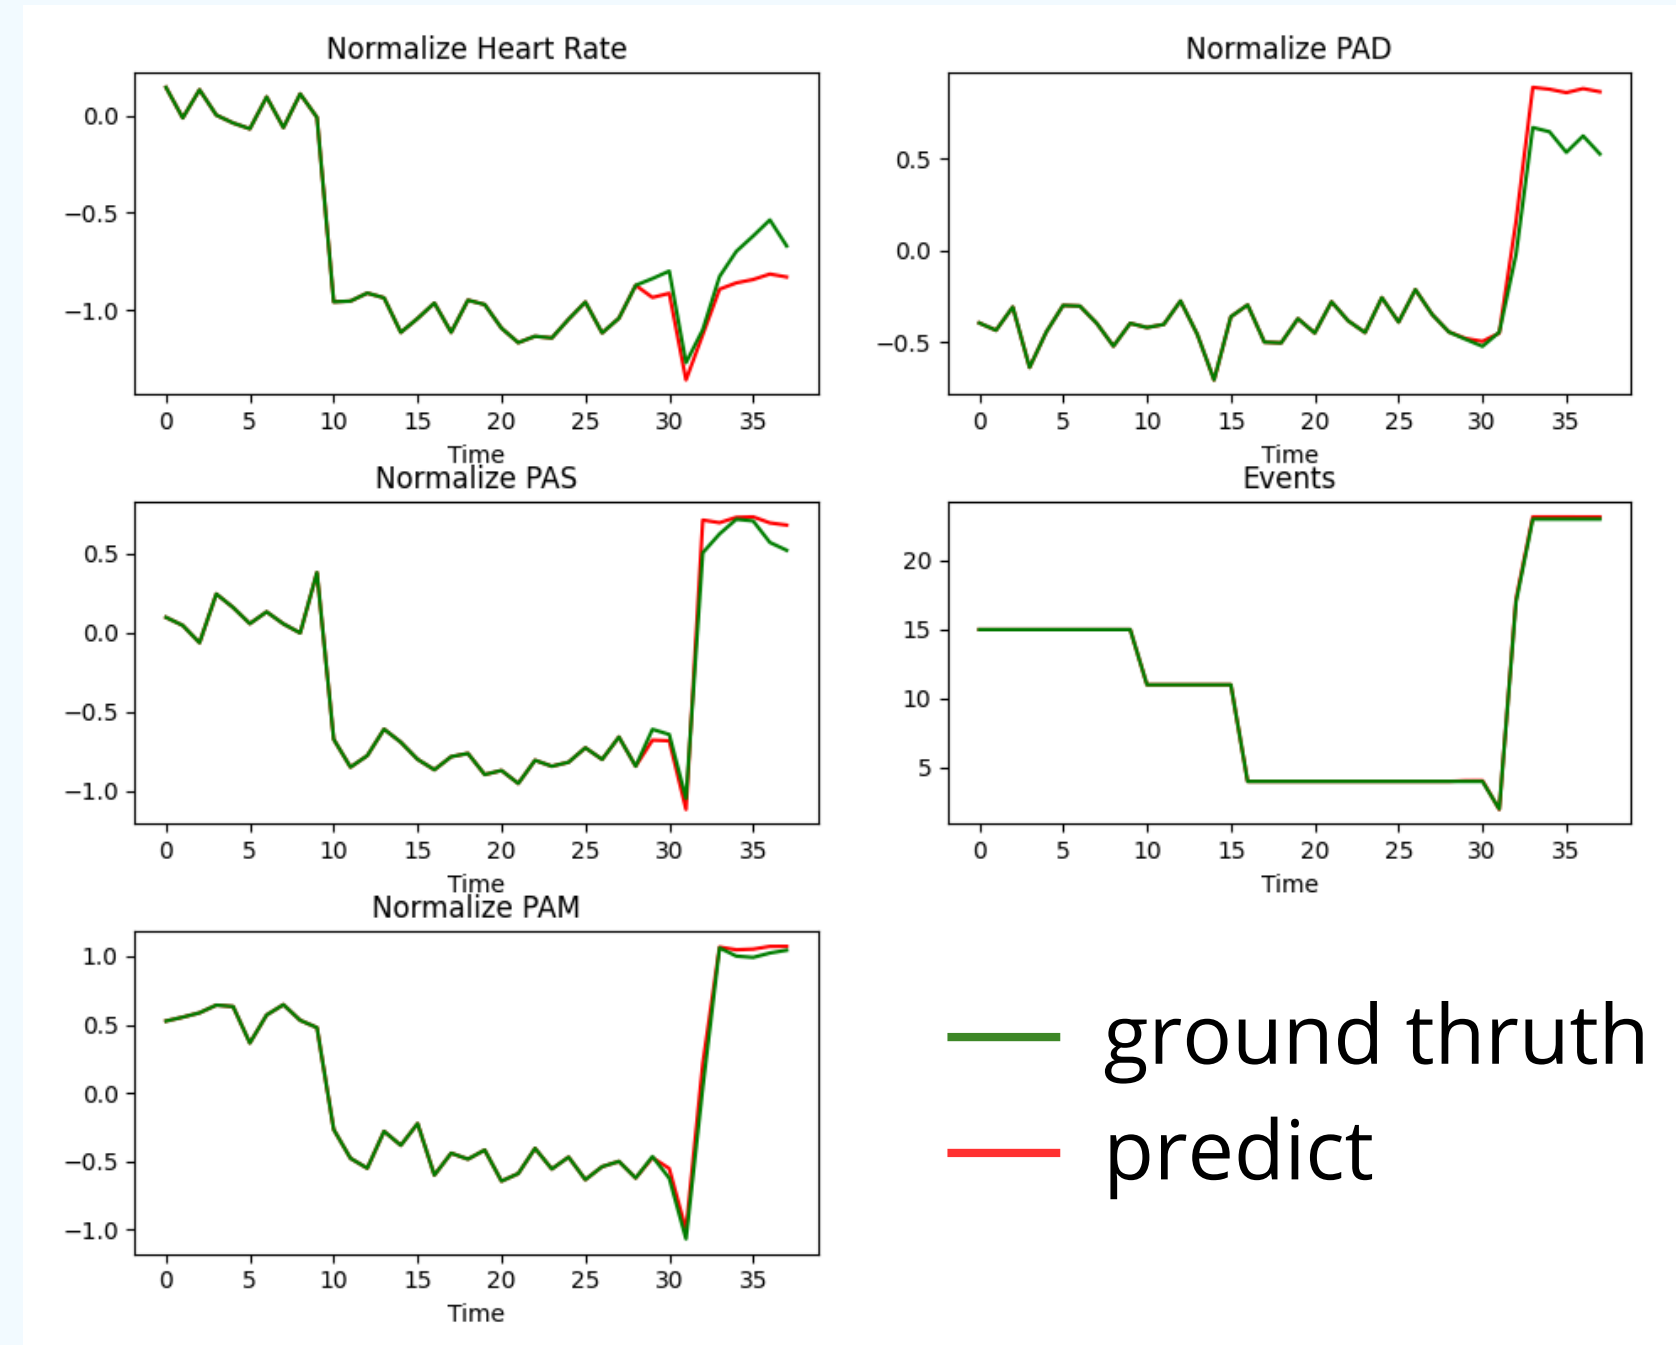 Normalize Heart Rate
0.0
−0.5
−1.0
0 5 10 15 20 25 30 35
Time
Normalize PAD
0.5
0.0
−0.5
0 5 10 15 20 25 30 35
Time
Normalize PAS
0.5
0.0
−0.5
−1.0
0 5 10 15 20 25 30 35
Time
Events
20
15
10
5
0 5 10 15 20 25 30 35
Time
Normalize PAM
1.0
0.5
0.0
−0.5
−1.0
0 5 10 15 20 25 30 35
Time
ground thruth
predict